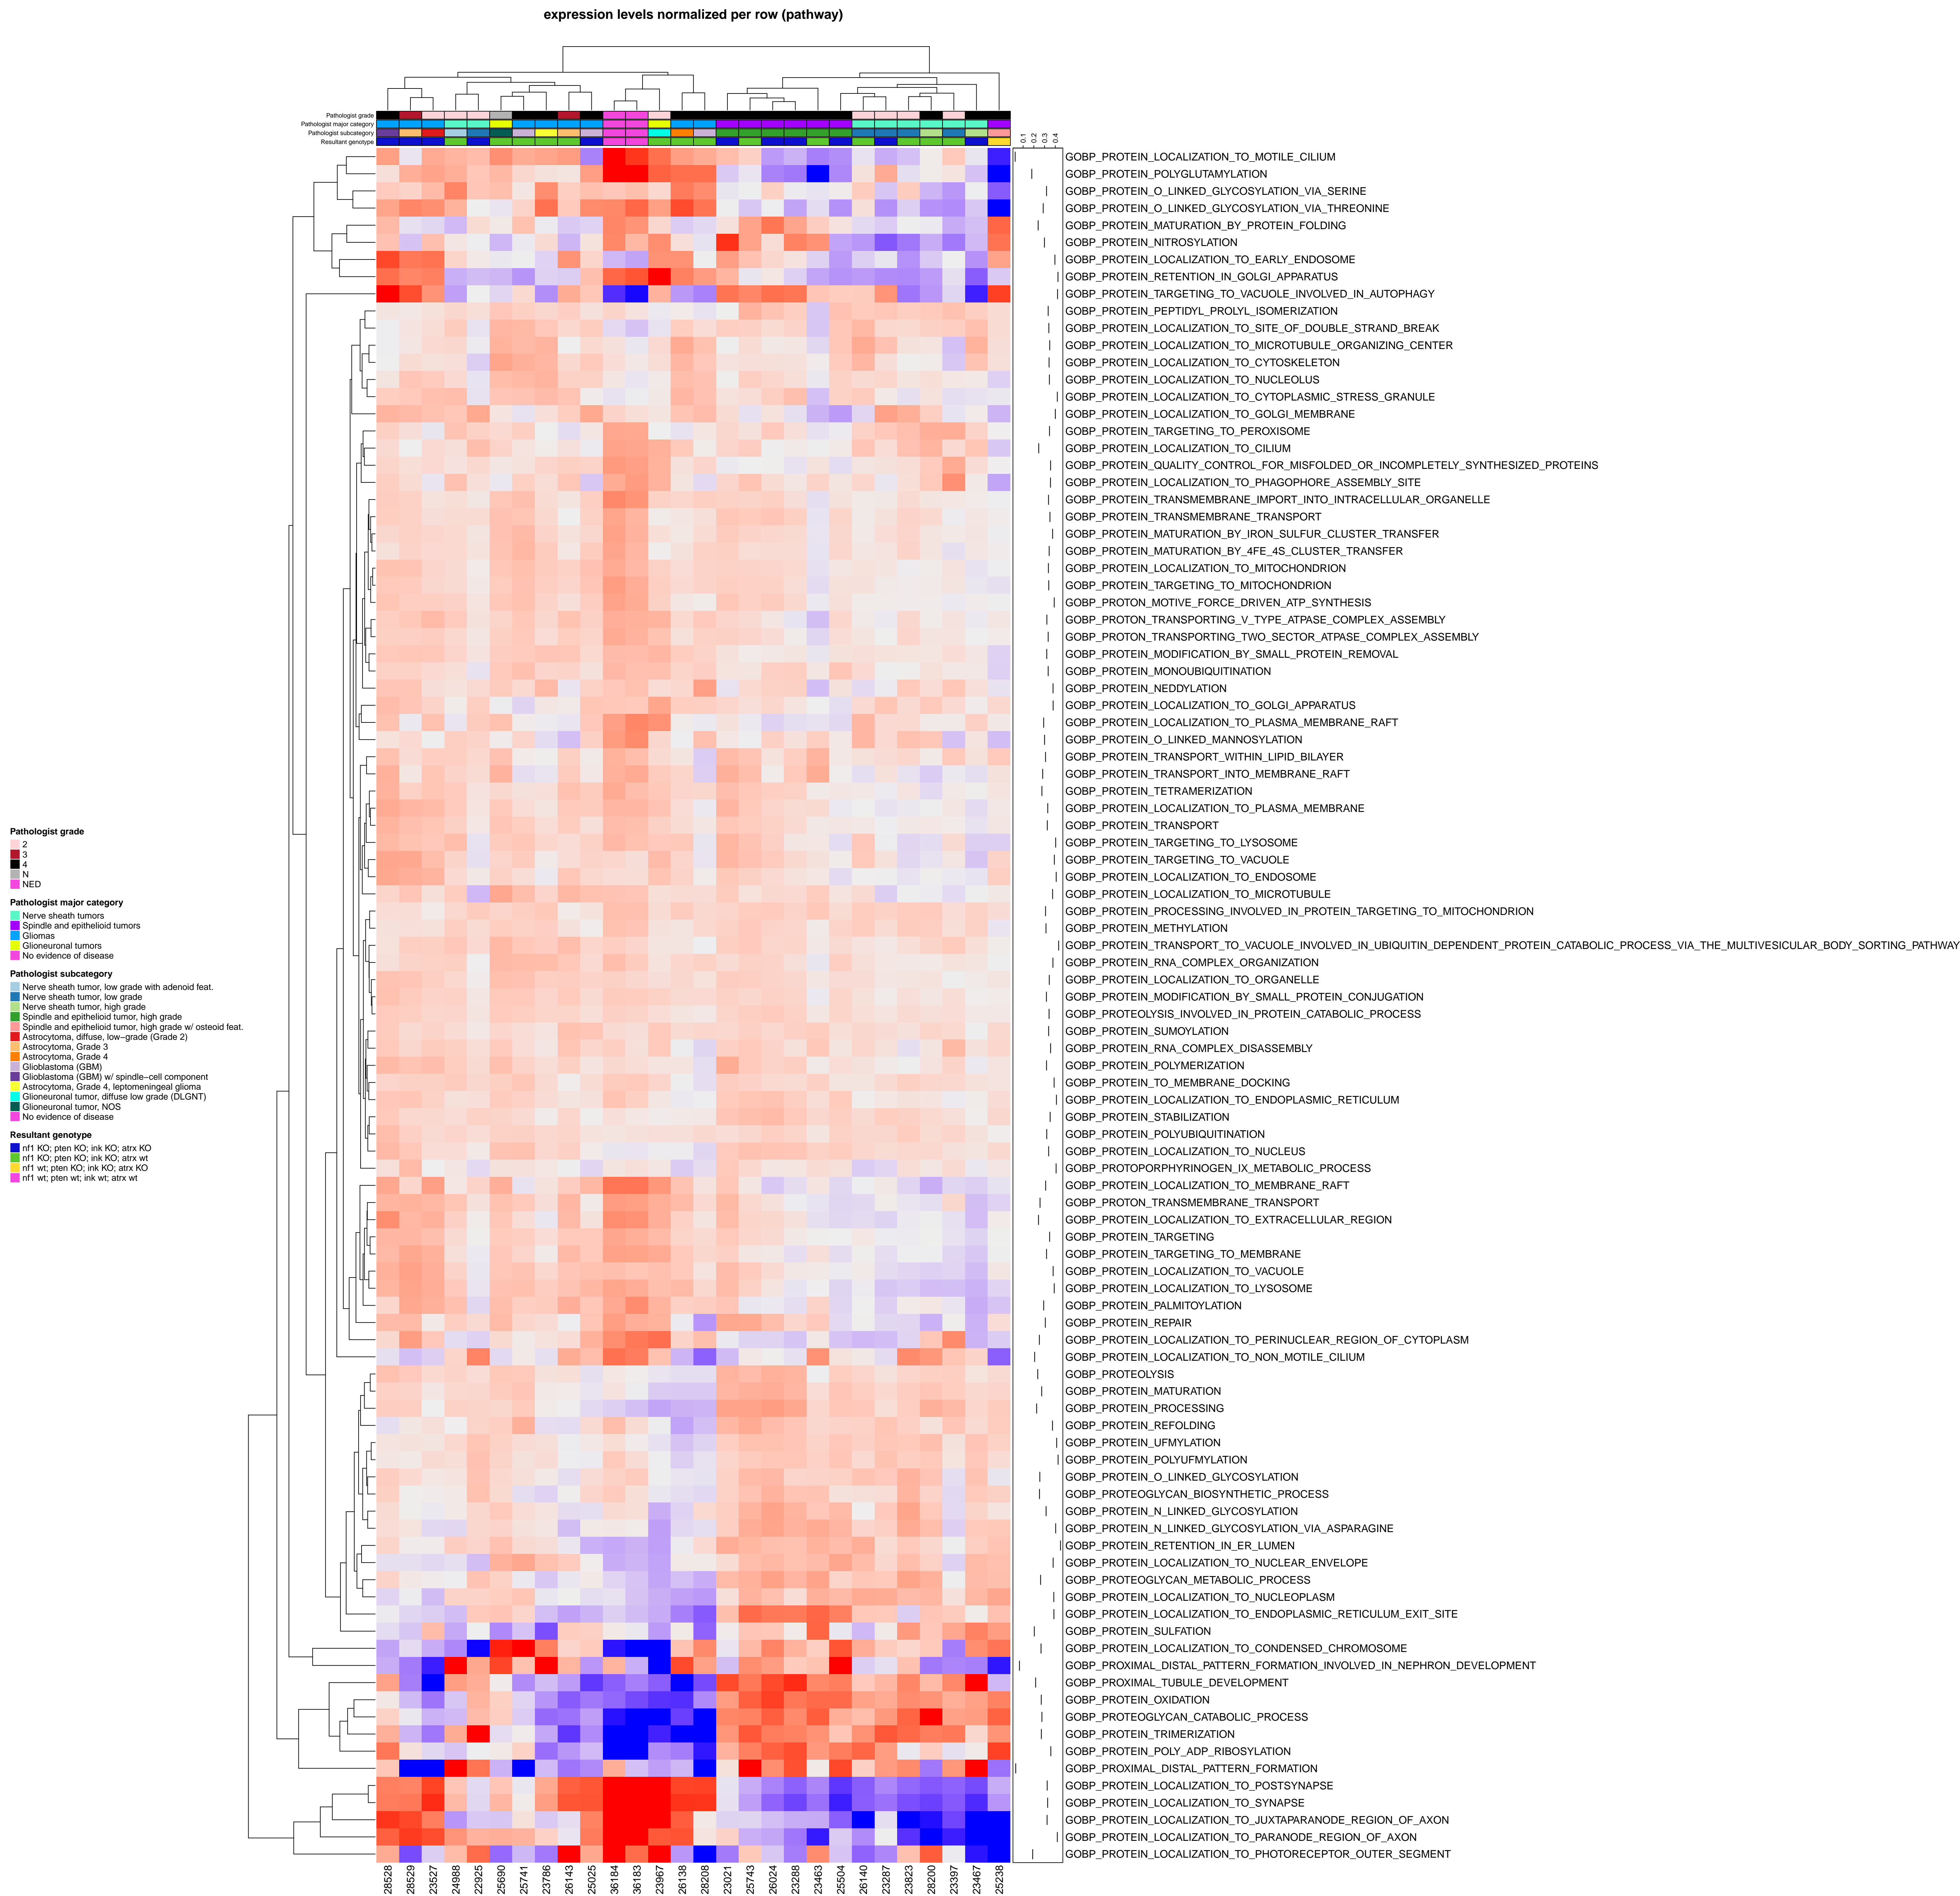 expression levels normalized per row (pathway)
Pathologist grade
Pathologist major category
Pathologist subcategory
Resultant genotype
0.1
0.2
0.3
0.4
GOBP_PROTEIN_LOCALIZATION_TO_MOTILE_CILIUM
GOBP_PROTEIN_POLYGLUTAMYLATION
GOBP_PROTEIN_O_LINKED_GLYCOSYLATION_VIA_SERINE
GOBP_PROTEIN_O_LINKED_GLYCOSYLATION_VIA_THREONINE
GOBP_PROTEIN_MATURATION_BY_PROTEIN_FOLDING
GOBP_PROTEIN_NITROSYLATION
GOBP_PROTEIN_LOCALIZATION_TO_EARLY_ENDOSOME
GOBP_PROTEIN_RETENTION_IN_GOLGI_APPARATUS
GOBP_PROTEIN_TARGETING_TO_VACUOLE_INVOLVED_IN_AUTOPHAGY
GOBP_PROTEIN_PEPTIDYL_PROLYL_ISOMERIZATION
GOBP_PROTEIN_LOCALIZATION_TO_SITE_OF_DOUBLE_STRAND_BREAK
GOBP_PROTEIN_LOCALIZATION_TO_MICROTUBULE_ORGANIZING_CENTER
GOBP_PROTEIN_LOCALIZATION_TO_CYTOSKELETON
GOBP_PROTEIN_LOCALIZATION_TO_NUCLEOLUS
GOBP_PROTEIN_LOCALIZATION_TO_CYTOPLASMIC_STRESS_GRANULE
GOBP_PROTEIN_LOCALIZATION_TO_GOLGI_MEMBRANE
GOBP_PROTEIN_TARGETING_TO_PEROXISOME
GOBP_PROTEIN_LOCALIZATION_TO_CILIUM
GOBP_PROTEIN_QUALITY_CONTROL_FOR_MISFOLDED_OR_INCOMPLETELY_SYNTHESIZED_PROTEINS
GOBP_PROTEIN_LOCALIZATION_TO_PHAGOPHORE_ASSEMBLY_SITE
GOBP_PROTEIN_TRANSMEMBRANE_IMPORT_INTO_INTRACELLULAR_ORGANELLE
GOBP_PROTEIN_TRANSMEMBRANE_TRANSPORT
GOBP_PROTEIN_MATURATION_BY_IRON_SULFUR_CLUSTER_TRANSFER
GOBP_PROTEIN_MATURATION_BY_4FE_4S_CLUSTER_TRANSFER
GOBP_PROTEIN_LOCALIZATION_TO_MITOCHONDRION
GOBP_PROTEIN_TARGETING_TO_MITOCHONDRION
GOBP_PROTON_MOTIVE_FORCE_DRIVEN_ATP_SYNTHESIS
GOBP_PROTON_TRANSPORTING_V_TYPE_ATPASE_COMPLEX_ASSEMBLY
GOBP_PROTON_TRANSPORTING_TWO_SECTOR_ATPASE_COMPLEX_ASSEMBLY
GOBP_PROTEIN_MODIFICATION_BY_SMALL_PROTEIN_REMOVAL
GOBP_PROTEIN_MONOUBIQUITINATION
GOBP_PROTEIN_NEDDYLATION
GOBP_PROTEIN_LOCALIZATION_TO_GOLGI_APPARATUS
GOBP_PROTEIN_LOCALIZATION_TO_PLASMA_MEMBRANE_RAFT
GOBP_PROTEIN_O_LINKED_MANNOSYLATION
GOBP_PROTEIN_TRANSPORT_WITHIN_LIPID_BILAYER
GOBP_PROTEIN_TRANSPORT_INTO_MEMBRANE_RAFT
GOBP_PROTEIN_TETRAMERIZATION
GOBP_PROTEIN_LOCALIZATION_TO_PLASMA_MEMBRANE
GOBP_PROTEIN_TRANSPORT
GOBP_PROTEIN_TARGETING_TO_LYSOSOME
GOBP_PROTEIN_TARGETING_TO_VACUOLE
GOBP_PROTEIN_LOCALIZATION_TO_ENDOSOME
GOBP_PROTEIN_LOCALIZATION_TO_MICROTUBULE
GOBP_PROTEIN_PROCESSING_INVOLVED_IN_PROTEIN_TARGETING_TO_MITOCHONDRION
GOBP_PROTEIN_METHYLATION
GOBP_PROTEIN_TRANSPORT_TO_VACUOLE_INVOLVED_IN_UBIQUITIN_DEPENDENT_PROTEIN_CATABOLIC_PROCESS_VIA_THE_MULTIVESICULAR_BODY_SORTING_PATHWAY
GOBP_PROTEIN_RNA_COMPLEX_ORGANIZATION
GOBP_PROTEIN_LOCALIZATION_TO_ORGANELLE
GOBP_PROTEIN_MODIFICATION_BY_SMALL_PROTEIN_CONJUGATION
GOBP_PROTEOLYSIS_INVOLVED_IN_PROTEIN_CATABOLIC_PROCESS
GOBP_PROTEIN_SUMOYLATION
GOBP_PROTEIN_RNA_COMPLEX_DISASSEMBLY
GOBP_PROTEIN_POLYMERIZATION
GOBP_PROTEIN_TO_MEMBRANE_DOCKING
GOBP_PROTEIN_LOCALIZATION_TO_ENDOPLASMIC_RETICULUM
GOBP_PROTEIN_STABILIZATION
GOBP_PROTEIN_POLYUBIQUITINATION
GOBP_PROTEIN_LOCALIZATION_TO_NUCLEUS
GOBP_PROTOPORPHYRINOGEN_IX_METABOLIC_PROCESS
GOBP_PROTEIN_LOCALIZATION_TO_MEMBRANE_RAFT
GOBP_PROTON_TRANSMEMBRANE_TRANSPORT
GOBP_PROTEIN_LOCALIZATION_TO_EXTRACELLULAR_REGION
GOBP_PROTEIN_TARGETING
GOBP_PROTEIN_TARGETING_TO_MEMBRANE
GOBP_PROTEIN_LOCALIZATION_TO_VACUOLE
GOBP_PROTEIN_LOCALIZATION_TO_LYSOSOME
GOBP_PROTEIN_PALMITOYLATION
GOBP_PROTEIN_REPAIR
GOBP_PROTEIN_LOCALIZATION_TO_PERINUCLEAR_REGION_OF_CYTOPLASM
GOBP_PROTEIN_LOCALIZATION_TO_NON_MOTILE_CILIUM
GOBP_PROTEOLYSIS
GOBP_PROTEIN_MATURATION
GOBP_PROTEIN_PROCESSING
GOBP_PROTEIN_REFOLDING
GOBP_PROTEIN_UFMYLATION
GOBP_PROTEIN_POLYUFMYLATION
GOBP_PROTEIN_O_LINKED_GLYCOSYLATION
GOBP_PROTEOGLYCAN_BIOSYNTHETIC_PROCESS
GOBP_PROTEIN_N_LINKED_GLYCOSYLATION
GOBP_PROTEIN_N_LINKED_GLYCOSYLATION_VIA_ASPARAGINE
GOBP_PROTEIN_RETENTION_IN_ER_LUMEN
GOBP_PROTEIN_LOCALIZATION_TO_NUCLEAR_ENVELOPE
GOBP_PROTEOGLYCAN_METABOLIC_PROCESS
GOBP_PROTEIN_LOCALIZATION_TO_NUCLEOPLASM
GOBP_PROTEIN_LOCALIZATION_TO_ENDOPLASMIC_RETICULUM_EXIT_SITE
GOBP_PROTEIN_SULFATION
GOBP_PROTEIN_LOCALIZATION_TO_CONDENSED_CHROMOSOME
GOBP_PROXIMAL_DISTAL_PATTERN_FORMATION_INVOLVED_IN_NEPHRON_DEVELOPMENT
GOBP_PROXIMAL_TUBULE_DEVELOPMENT
GOBP_PROTEIN_OXIDATION
GOBP_PROTEOGLYCAN_CATABOLIC_PROCESS
GOBP_PROTEIN_TRIMERIZATION
GOBP_PROTEIN_POLY_ADP_RIBOSYLATION
GOBP_PROXIMAL_DISTAL_PATTERN_FORMATION
GOBP_PROTEIN_LOCALIZATION_TO_POSTSYNAPSE
GOBP_PROTEIN_LOCALIZATION_TO_SYNAPSE
GOBP_PROTEIN_LOCALIZATION_TO_JUXTAPARANODE_REGION_OF_AXON
GOBP_PROTEIN_LOCALIZATION_TO_PARANODE_REGION_OF_AXON
GOBP_PROTEIN_LOCALIZATION_TO_PHOTORECEPTOR_OUTER_SEGMENT
Pathologist grade
2
3
4
N
NED
Pathologist major category
Nerve sheath tumors
Spindle and epithelioid tumors
Gliomas
Glioneuronal tumors
No evidence of disease
Pathologist subcategory
Nerve sheath tumor, low grade with adenoid feat.
Nerve sheath tumor, low grade
Nerve sheath tumor, high grade
Spindle and epithelioid tumor, high grade
Spindle and epithelioid tumor, high grade w/ osteoid feat.
Astrocytoma, diffuse, low−grade (Grade 2)
Astrocytoma, Grade 3
Astrocytoma, Grade 4
Glioblastoma (GBM)
Glioblastoma (GBM) w/ spindle−cell component
Astrocytoma, Grade 4, leptomeningeal glioma
Glioneuronal tumor, diffuse low grade (DLGNT)
Glioneuronal tumor, NOS
No evidence of disease
Resultant genotype
nf1 KO; pten KO; ink KO; atrx KO
nf1 KO; pten KO; ink KO; atrx wt
nf1 wt; pten KO; ink KO; atrx KO
nf1 wt; pten wt; ink wt; atrx wt
28528
28529
23527
24988
22925
25690
25741
23786
26143
25025
36184
36183
23967
26138
28208
23021
25743
26024
23288
23463
25504
26140
23287
23823
28200
23397
23467
25238